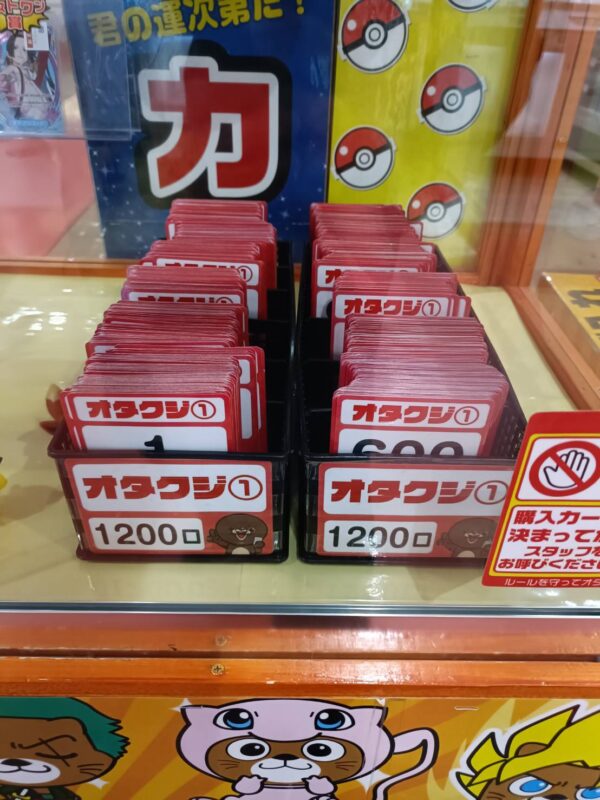 君の運次第だ!
力
オタクジ①
オタクジ①
オタクジ①
1
オタクジ①
1200口
オタクジ①
1200口
購入カー
決まって
スタッフを
お呼びくださ
ルールを守ってオタ